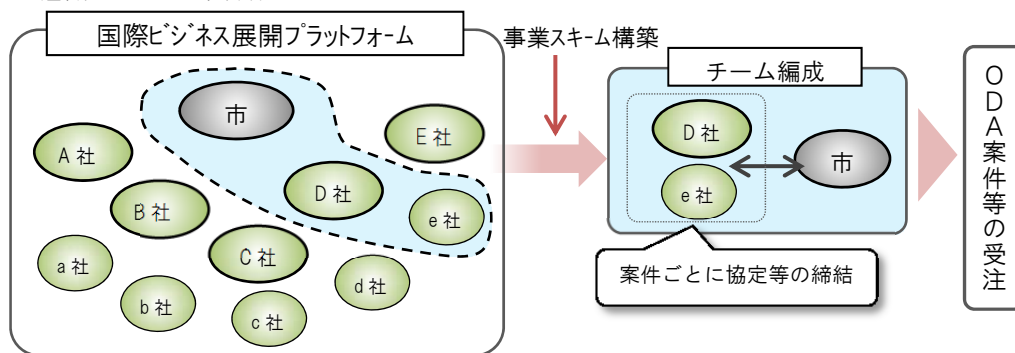 国際ビジネス展開プラットフォーム
市
A社
E社
D社
B社
e社
C社
a社
d社
b社
c社
事業スキーム構築
チーム編成
D社
e社
市
案件ごとに協定等の締結
ODA案件等の受注